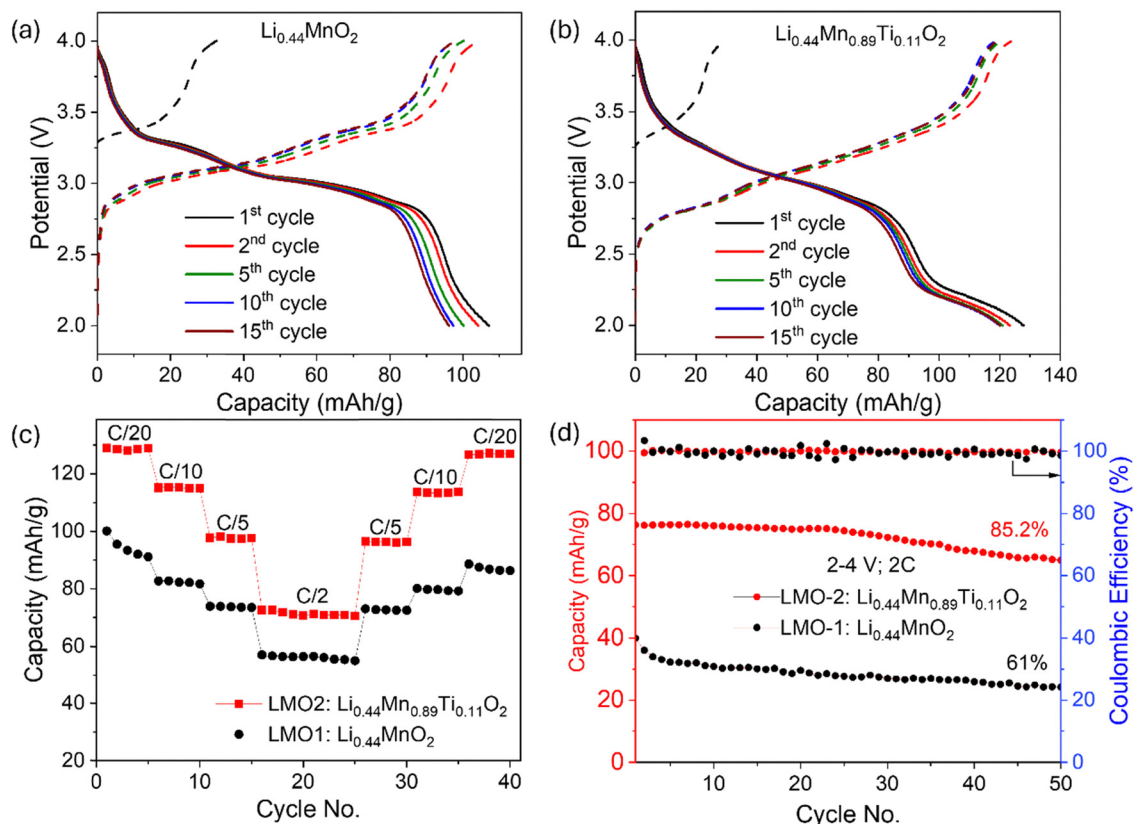 (a)
Li0.44MnO2
4.0
3.5
3.0
2.5
2.0
Potential (V)
1st cycle
2nd cycle
5th cycle
10th cycle
15th cycle
0 20 40 60 80 100
Capacity (mAh/g)
(b)
Li0.44Mn0.89Ti0.11O2
4.0
3.5
3.0
2.5
2.0
Potential (V)
1st cycle
2nd cycle
5th cycle
10th cycle
15th cycle
0 20 40 60 80 100 120 140
Capacity (mAh/g)
(c)
C/20
C/10
C/5
C/2
C/5
C/10
C/20
120
100
80
60
40
20
Capacity (mAh/g)
LMO2: Li0.44Mn0.89Ti0.11O2
LMO1: Li0.44MnO2
0 10 20 30 40
Cycle No.
(d)
100
80
60
40
20
0
Capacity (mAh/g)
85.2%
2-4 V; 2C
LMO-2: Li0.44Mn0.89Ti0.11O2
LMO-1: Li0.44MnO2
61%
100
80
60
40
20
0
Coulombic Efficiency (%)
10 20 30 40 50
Cycle No.